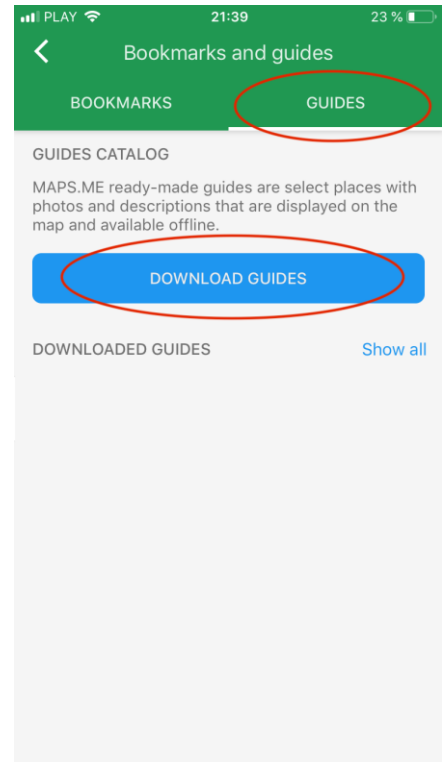 PLAY 21:39 23 %
Bookmarks and guides
BOOKMARKS GUIDES
GUIDES CATALOG
MAPS.ME ready-made guides are select places with
photos and descriptions that are displayed on the
map and available offline.
DOWNLOAD GUIDES
DOWNLOADED GUIDES Show all